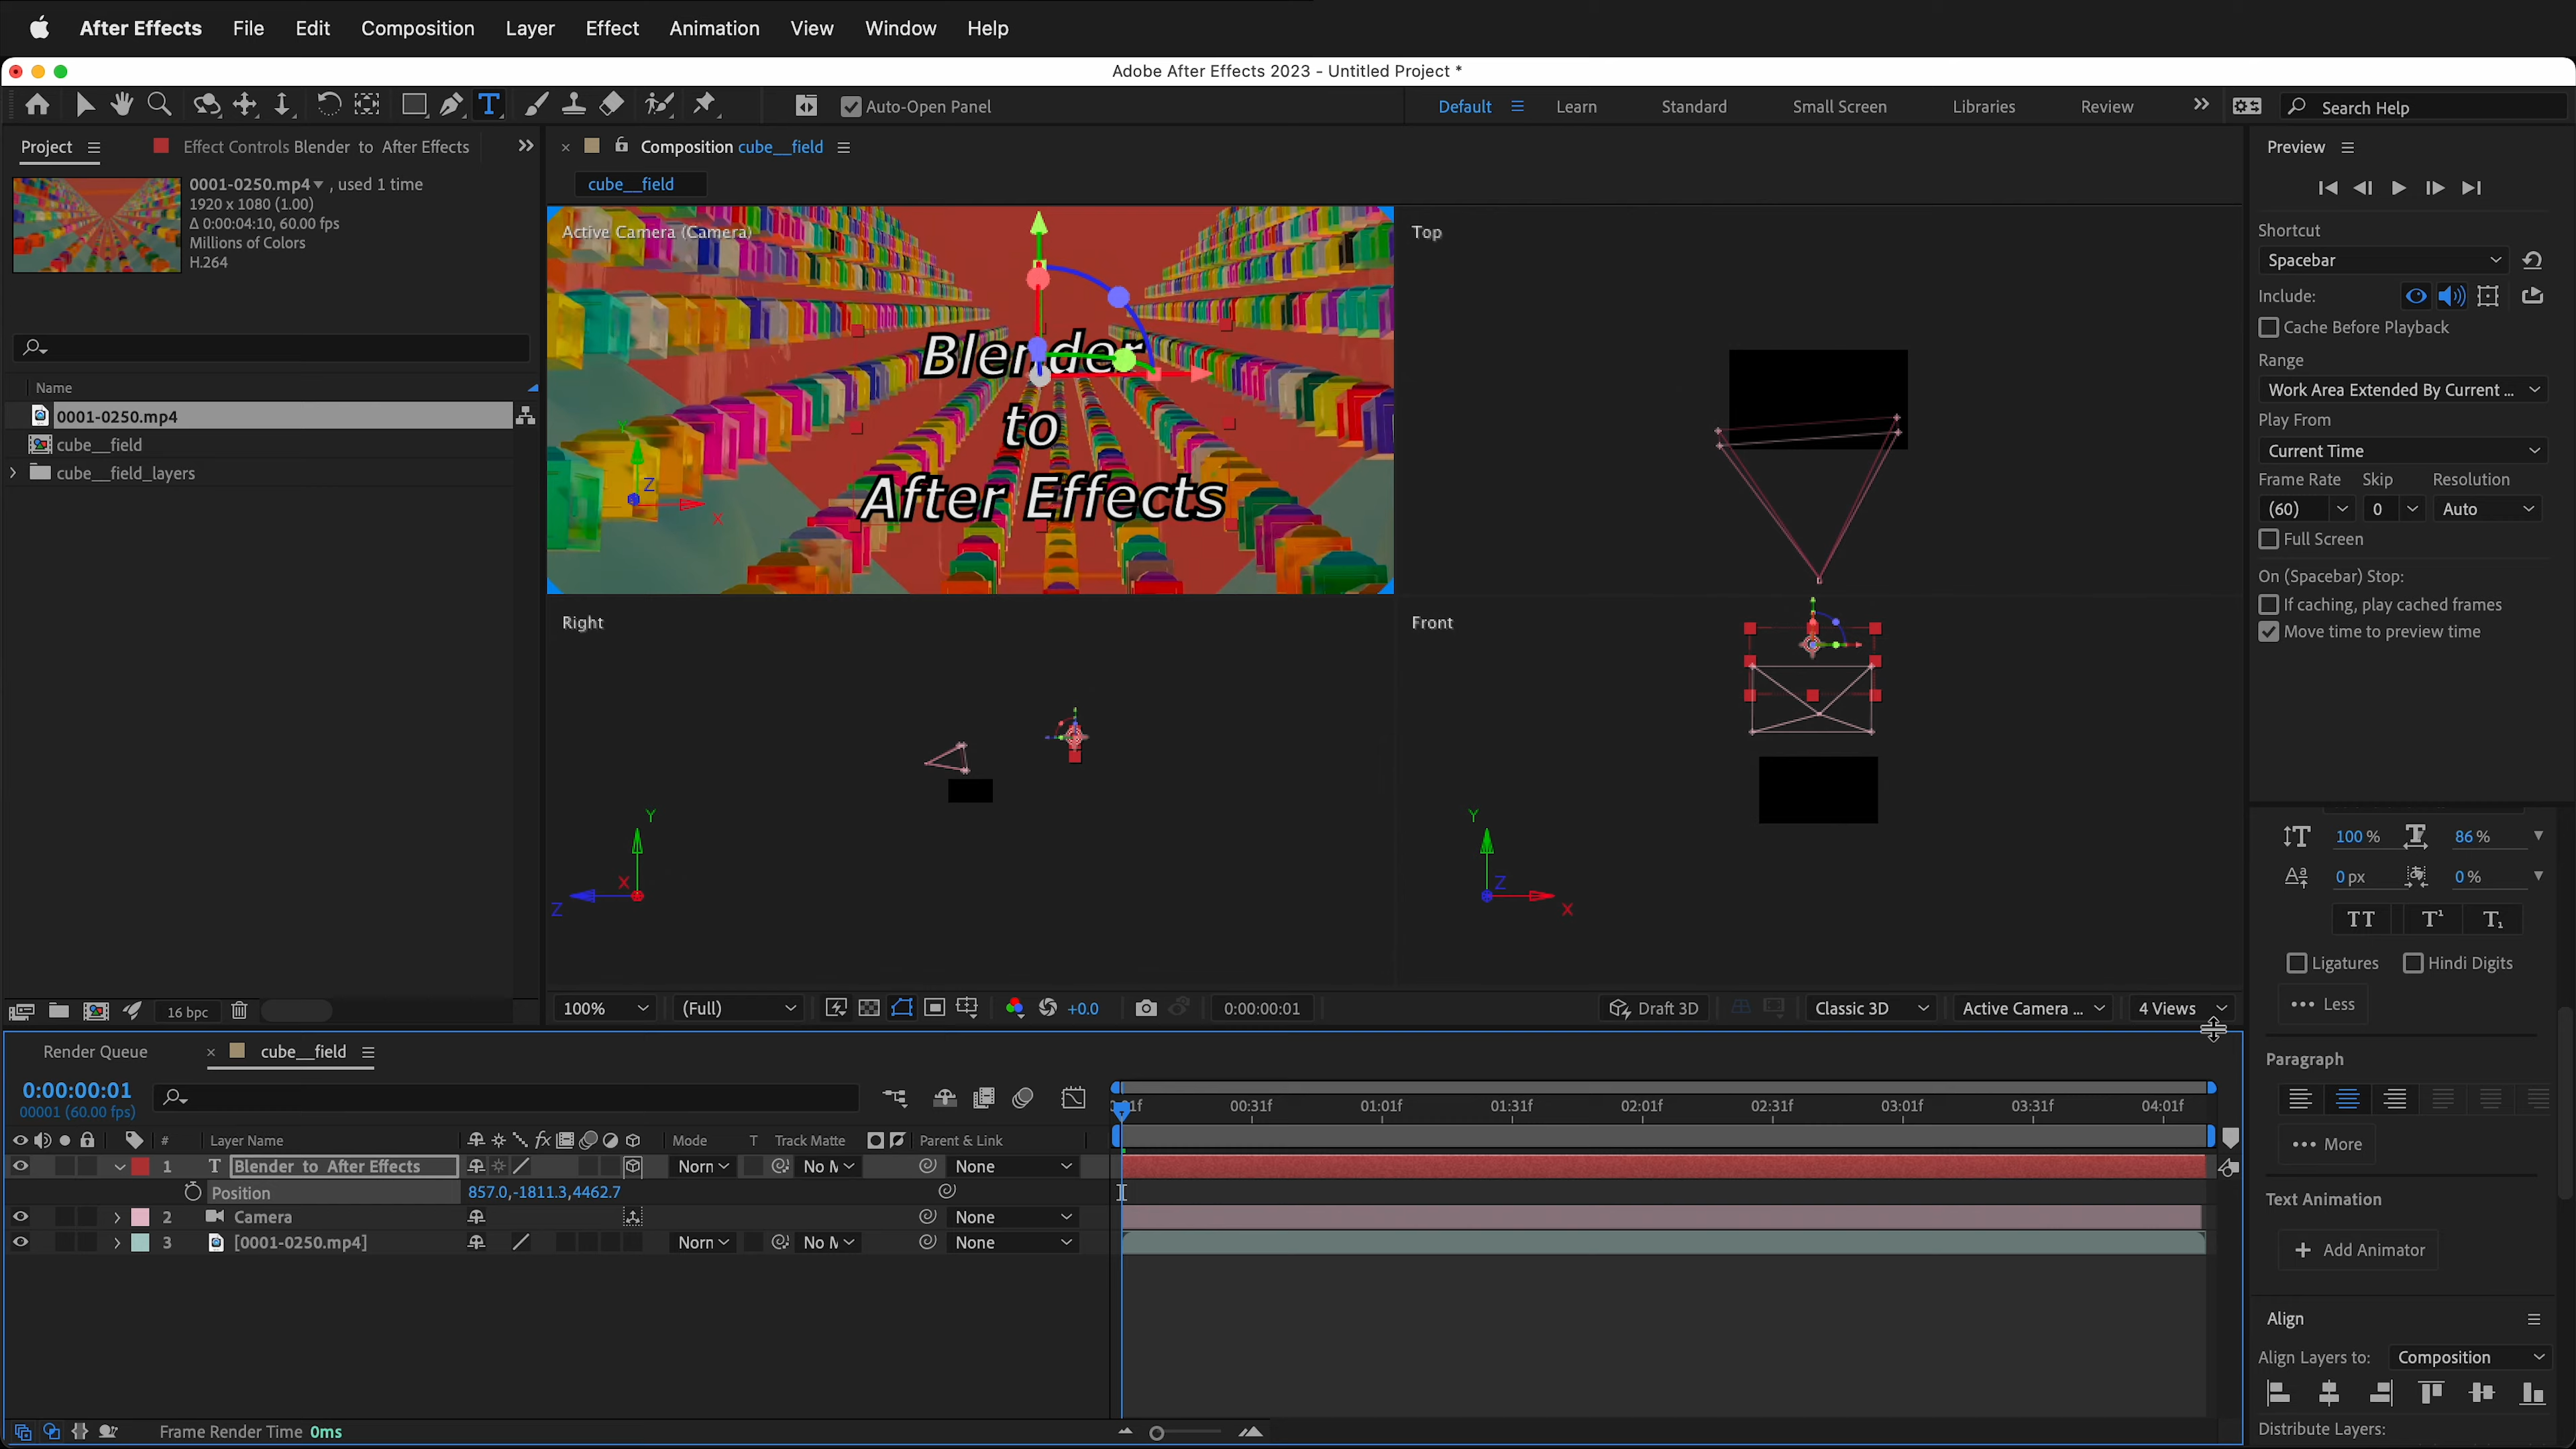 After Effects File Edit Composition Layer Effect Animation View Window Help
Adobe After Effects 2023 - Untitled Project *
Auto-Open Panel
Default Learn Standard Small Screen Libraries Review Search Help
Project Effect Controls Blender to After Effects
Composition cube__field
cube__field
0001-0250.mp4 , used 1 time
1920 x 1080 (1.00)
Δ 0:00:04:10, 60.00 fps
Millions of Colors
H.264
Name
0001-0250.mp4
cube__field
cube__field_layers
16 bpc
Active Camera (Camera)
Blender
to
After Effects
Z
X
Top
Right
Y
X
Z
Front
Y
Z
X
100% (Full) +0.0 0:00:00:01 Draft 3D Classic 3D Active Camera ... 4 Views
Preview
Shortcut
Spacebar
Include:
Cache Before Playback
Range
Work Area Extended By Current ...
Play From
Current Time
Frame Rate Skip Resolution
(60) 0 Auto
Full Screen
On (Spacebar) Stop:
If caching, play cached frames
Move time to preview time
100 % 86 %
0 px 0 %
TT T¹ T₁
Ligatures Hindi Digits
Less
Paragraph
More
Text Animation
Add Animator
Align
Align Layers to: Composition
Distribute Layers:
Render Queue cube__field
0:00:00:01
00001 (60.00 fps)
00:31f 01:01f 01:31f 02:01f 02:31f 03:01f 03:31f 04:01f
# Layer Name fx Mode T Track Matte Parent & Link
1 T Blender to After Effects Norm No M None
Position 857.0,-1811.3,4462.7
2 Camera None
3 [0001-0250.mp4] Norm No M None
Frame Render Time 0ms